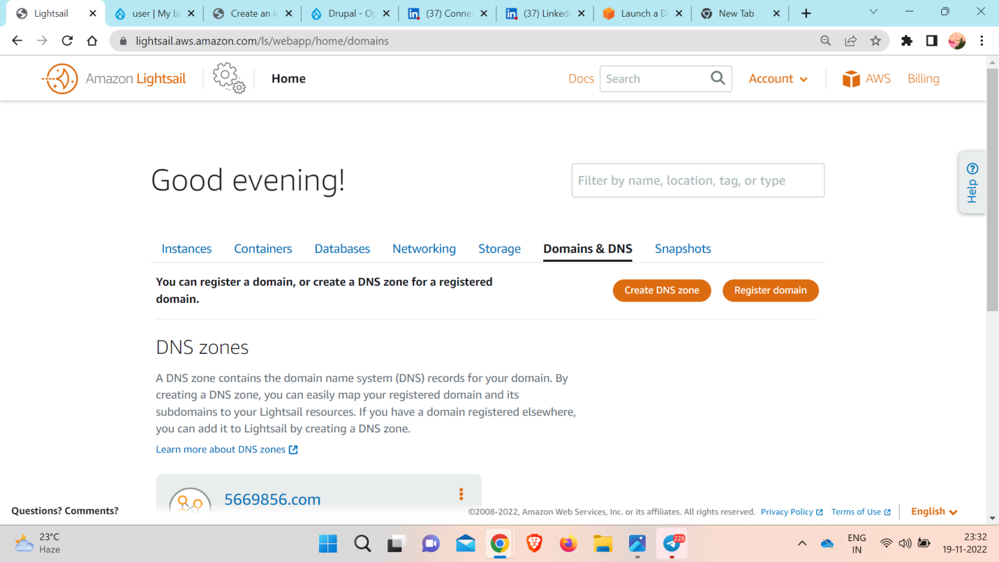 Lightsail
user | My bl
Create an in
Drupal - Op
(37) Connec
(37) LinkedI
Launch a Dr
New Tab
lightsail.aws.amazon.com/ls/webapp/home/domains
Amazon Lightsail
Home
Docs
Search
Account
AWS
Billing
Good evening!
Filter by name, location, tag, or type
Help
Instances
Containers
Databases
Networking
Storage
Domains & DNS
Snapshots
You can register a domain, or create a DNS zone for a registered
domain.
Create DNS zone
Register domain
DNS zones
A DNS zone contains the domain name system (DNS) records for your domain. By
creating a DNS zone, you can easily map your registered domain and its
subdomains to your Lightsail resources. If you have a domain registered elsewhere,
you can add it to Lightsail by creating a DNS zone.
Learn more about DNS zones
5669856.com
Questions? Comments?
©2008-2022, Amazon Web Services, Inc. or its affiliates. All rights reserved.
Privacy Policy
Terms of Use
English
23°C
Haze
228
ENG
IN
23:32
19-11-2022